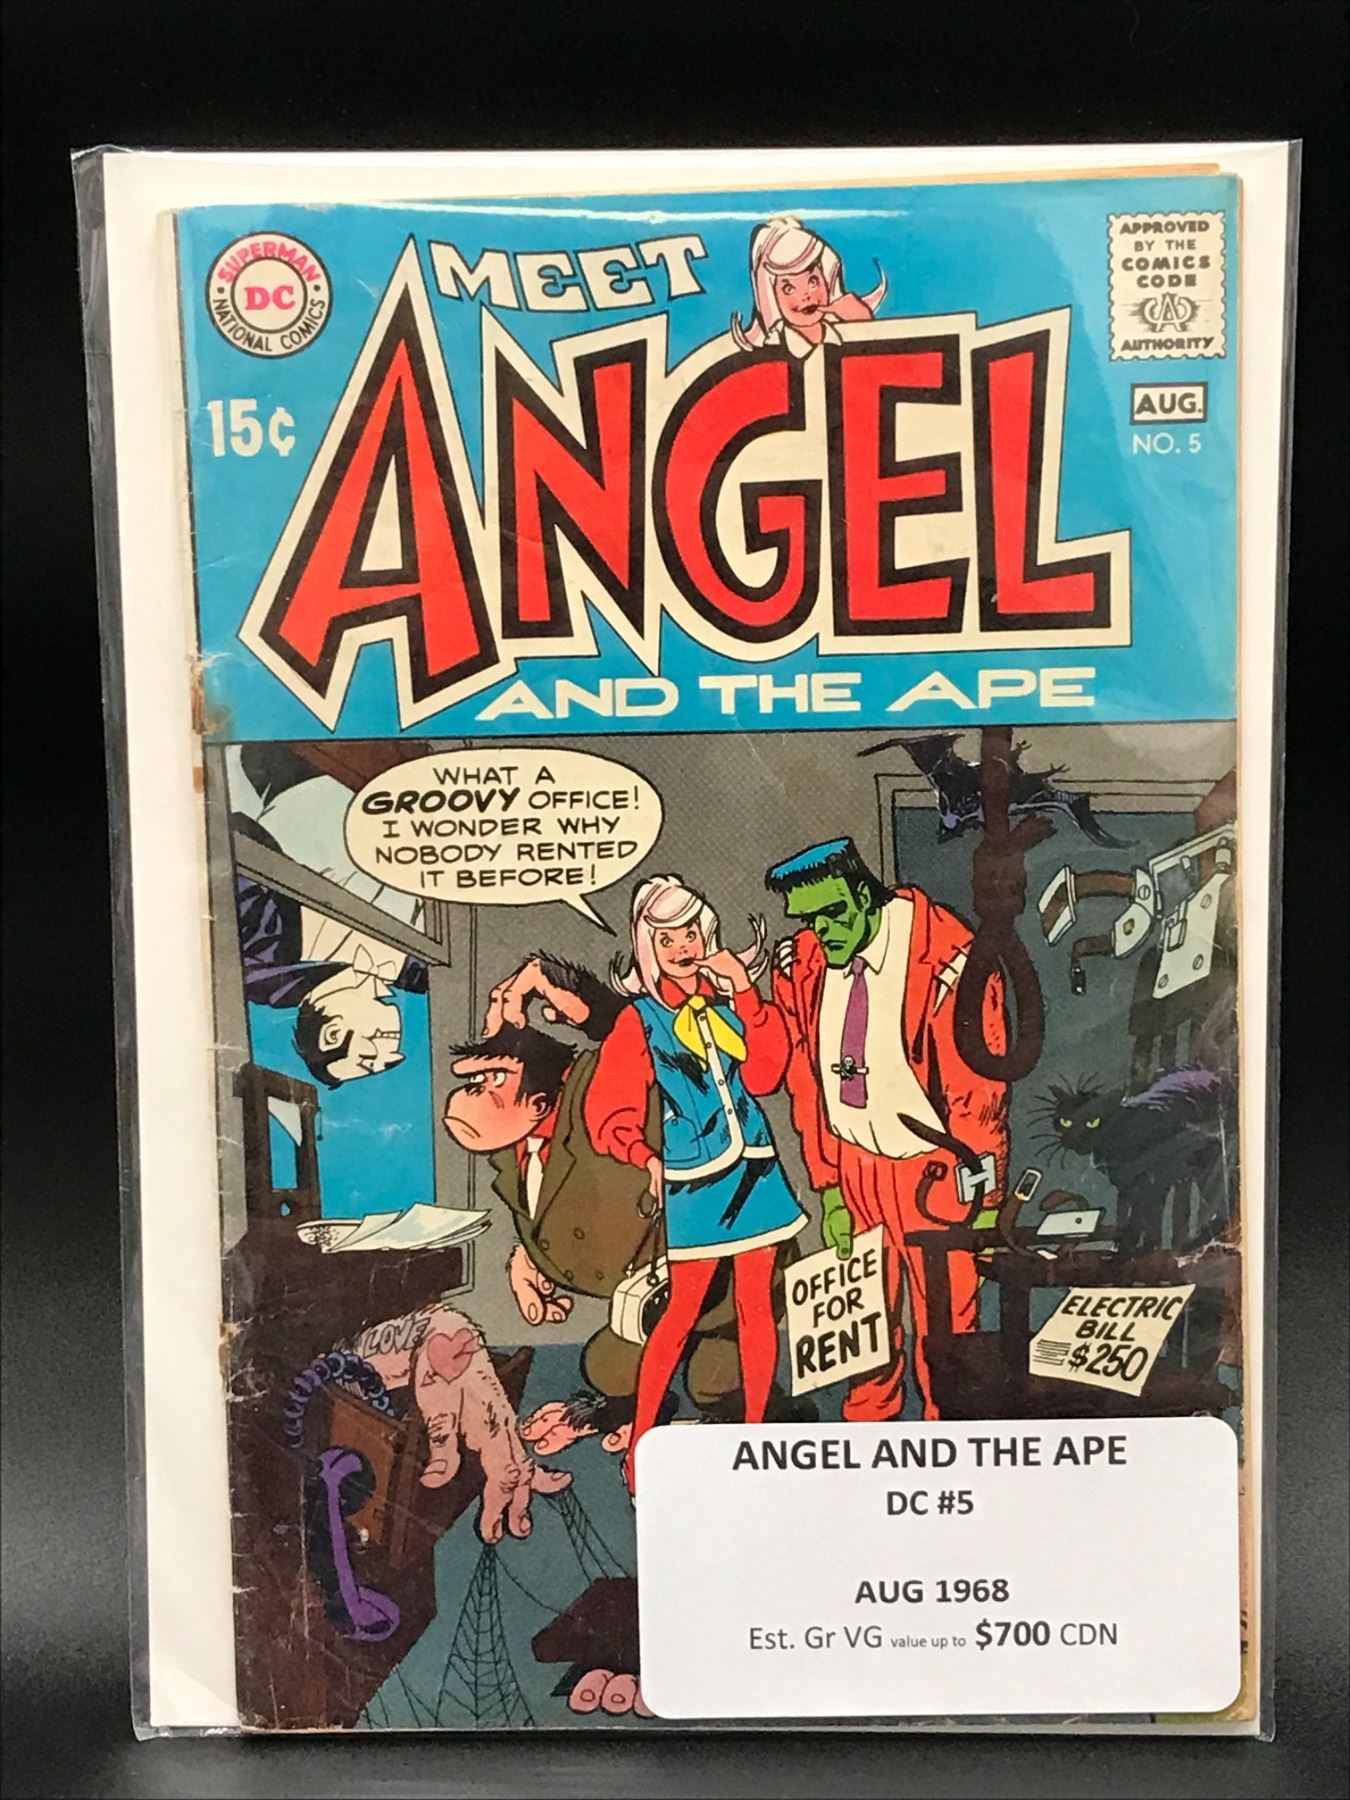 MEET
SUPERMAN
DC
NATIONAL COMICS
APPROVED
BY THE
COMICS
CODE
CA
AUTHORITY
15¢
AUG.
NO. 5
ANGEL
AND THE APE
WHAT A
GROOVY OFFICE!
I WONDER WHY
NOBODY RENTED
IT BEFORE!
OFFICE
FOR
RENT
ELECTRIC
BILL
$250
LOVE
ANGEL AND THE APE
DC #5
AUG 1968
Est. Gr VG value up to $700 CDN